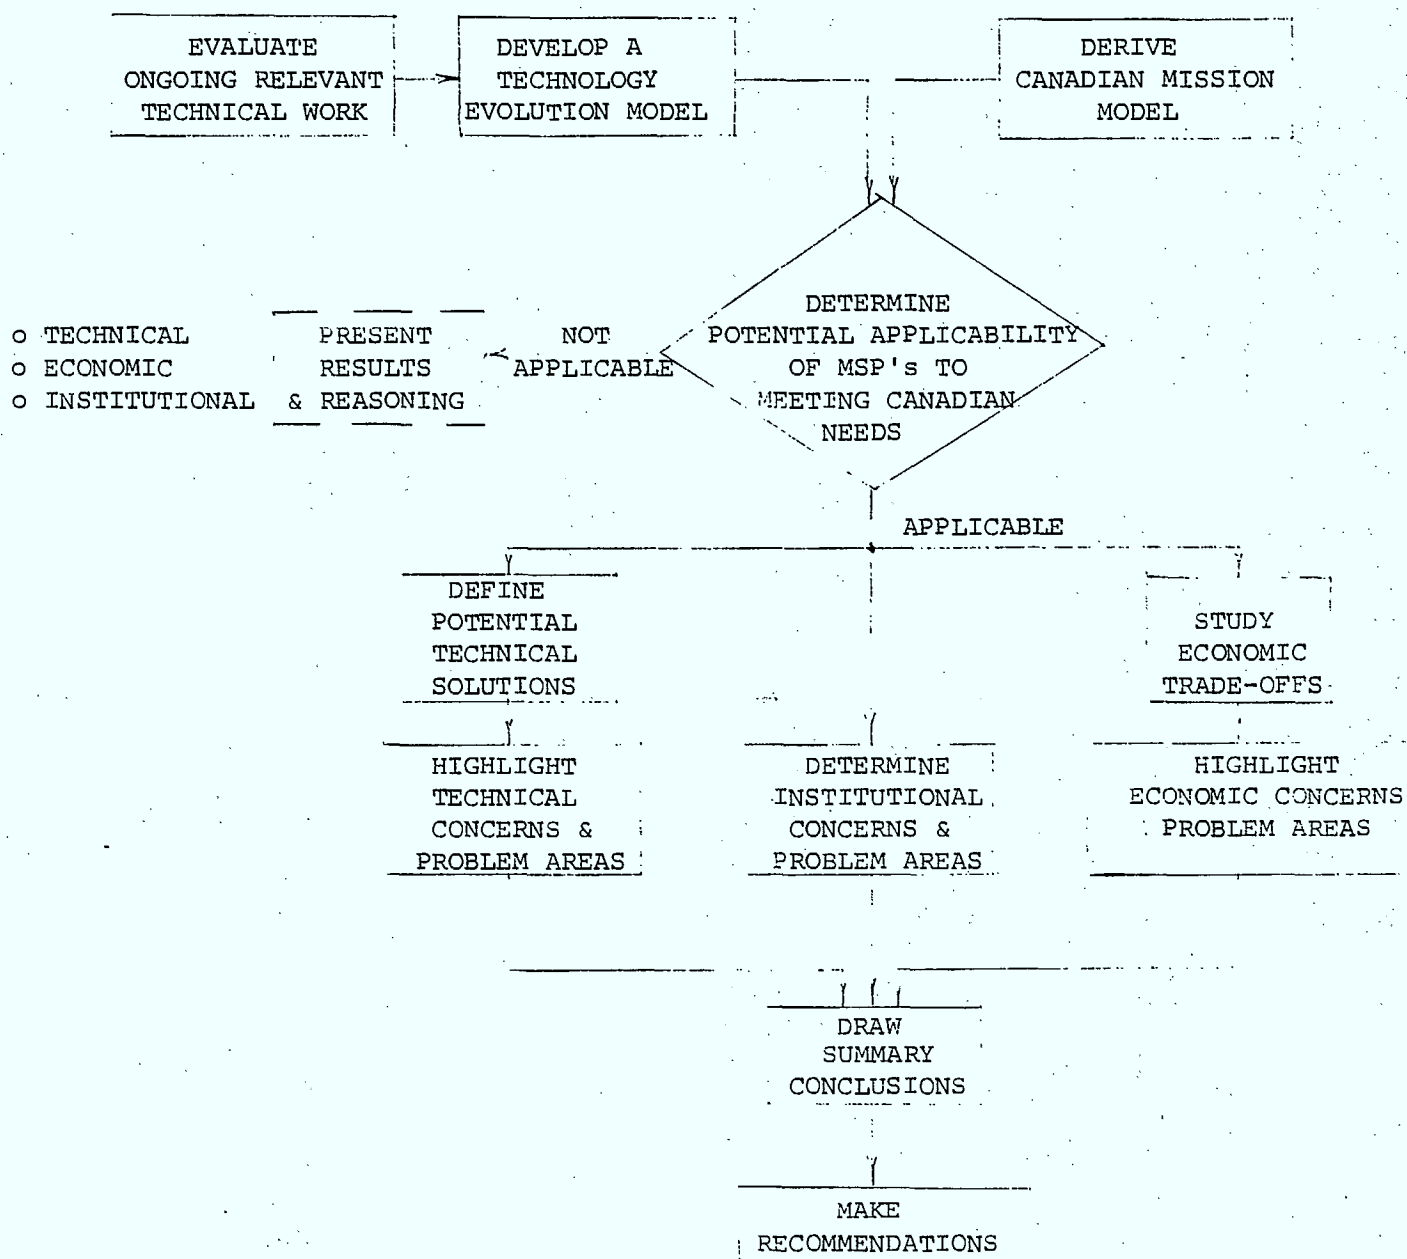 EVALUATE
ONGOING RELEVANT
TECHNICAL WORK
DEVELOP A
TECHNOLOGY
EVOLUTION MODEL
DERIVE
CANADIAN MISSION
MODEL
DETERMINE
POTENTIAL APPLICABILITY
OF MSP's TO
MEETING CANADIAN
NEEDS
NOT
APPLICABLE
PRESENT
RESULTS
& REASONING
o TECHNICAL
o ECONOMIC
o INSTITUTIONAL
APPLICABLE
DEFINE
POTENTIAL
TECHNICAL
SOLUTIONS
STUDY
ECONOMIC
TRADE-OFFS
HIGHLIGHT
TECHNICAL
CONCERNS &
PROBLEM AREAS
DETERMINE
INSTITUTIONAL
CONCERNS &
PROBLEM AREAS
HIGHLIGHT
ECONOMIC CONCERNS
PROBLEM AREAS
DRAW
SUMMARY
CONCLUSIONS
MAKE
RECOMMENDATIONS